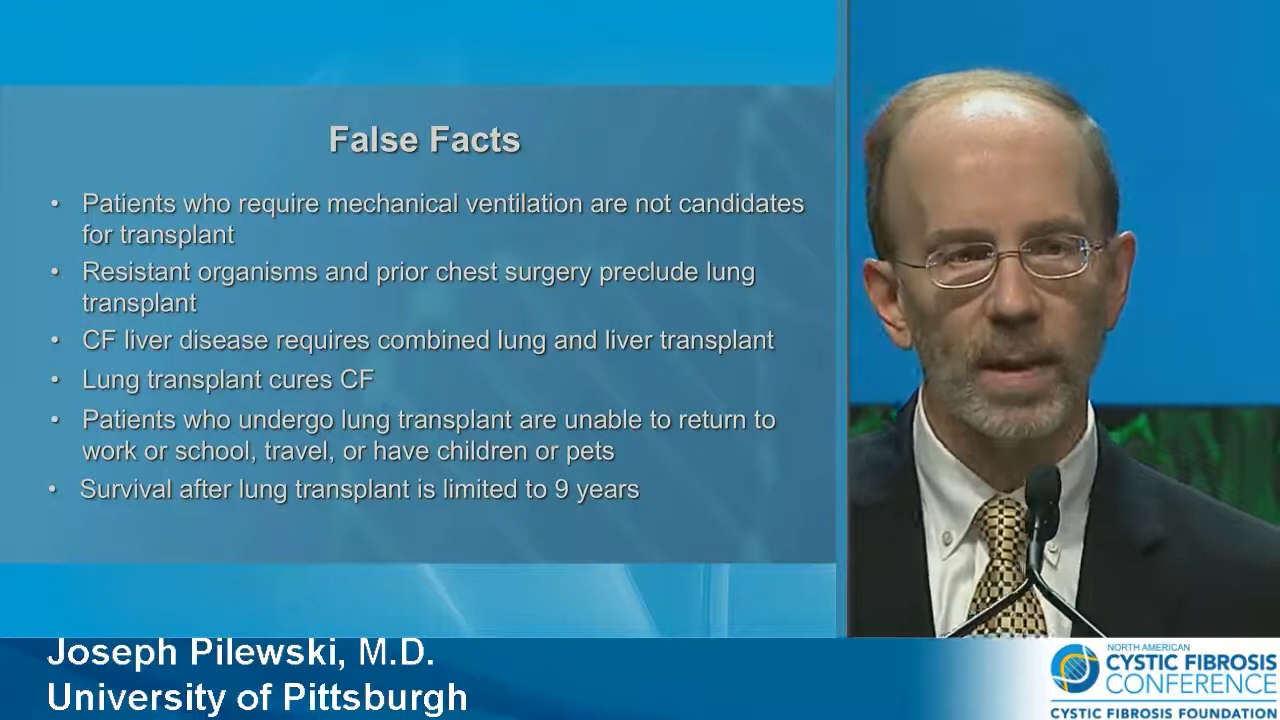 False Facts
• Patients who require mechanical ventilation are not candidates
for transplant
• Resistant organisms and prior chest surgery preclude lung
transplant
• CF liver disease requires combined lung and liver transplant
• Lung transplant cures CF
• Patients who undergo lung transplant are unable to return to
work or school, travel, or have children or pets
• Survival after lung transplant is limited to 9 years
Joseph Pilewski, M.D.
University of Pittsburgh
NORTH AMERICAN
CYSTIC FIBROSIS
CONFERENCE
CYSTIC FIBROSIS FOUNDATION